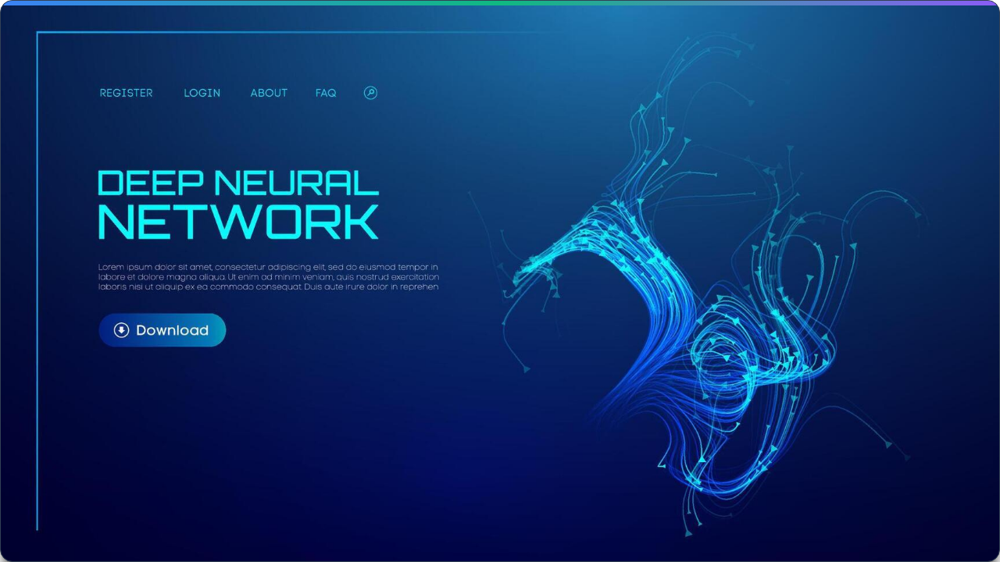 REGISTER LOGIN ABOUT FAQ
DEEP NEURAL
NETWORK
Lorem ipsum dolor sit amet, consectetur adipiscing elit, sed do eiusmod tempor in
labore et dolore magna aliqua. Ut enim ad minim veniam, quis nostrud exercitation
laboris nisi ut aliquip ex ea commodo consequat. Duis aute irure dolor in reprehen
Download